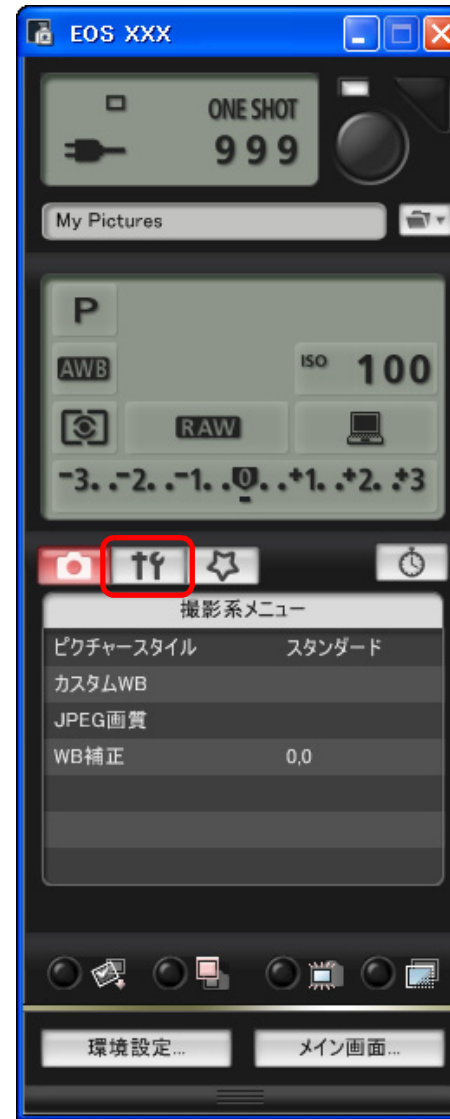 EOS XXX
ONE SHOT
999
My Pictures
P
AWB
ISO 100
RAW
-3. .-2. .-1. .0. .+1. .+2. .+3
撮影系メニュー
ピクチャースタイル スタンダード
カスタムWB
JPEG画質
WB補正 0,0
環境設定... メイン画面...